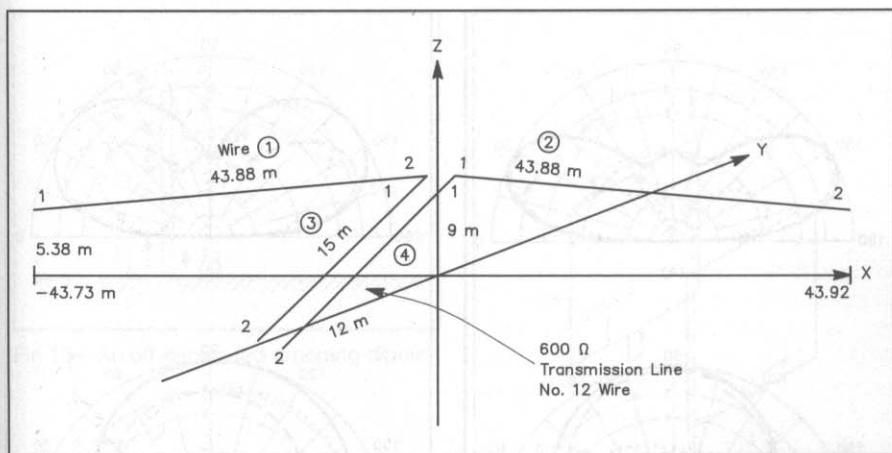 Z
Wire ①
43.88 m
②
43.88 m
Y
1
2
1
1
1
2
③
15 m
④
9 m
5.38 m
X
−43.73 m
43.92
2
12 m
2
600 Ω
Transmission Line
No. 12 Wire